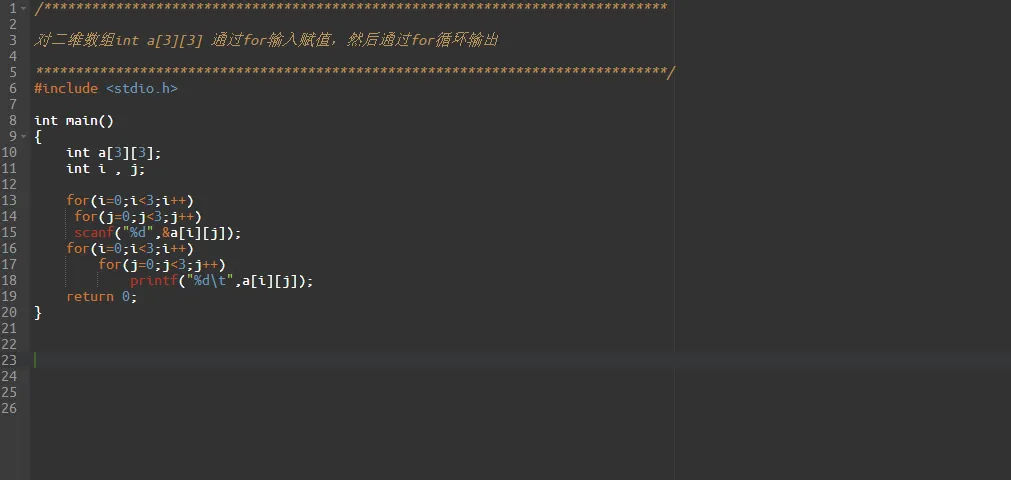 1 /******************************************************************************
2
3 对二维数组int a[3][3] 通过for输入赋值，然后通过for循环输出
4
5 *******************************************************************************/
6 #include <stdio.h>
7
8 int main()
9 {
10     int a[3][3];
11     int i , j;
12
13     for(i=0;i<3;i++)
14      for(j=0;j<3;j++)
15      scanf("%d",&a[i][j]);
16     for(i=0;i<3;i++)
17         for(j=0;j<3;j++)
18             printf("%d\t",a[i][j]);
19     return 0;
20 }
21
22
23
24
25
26